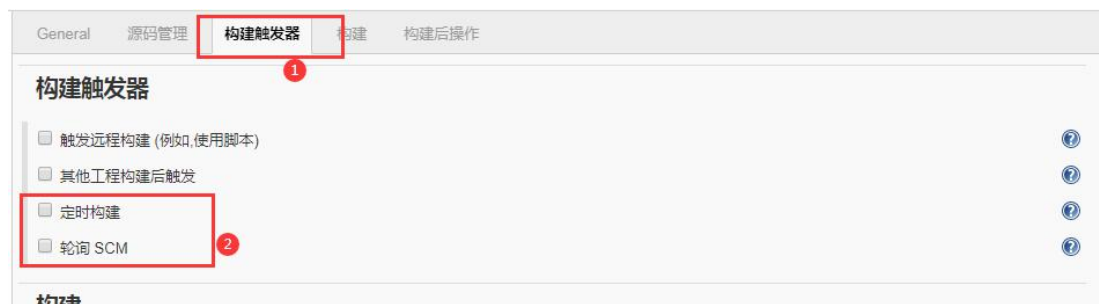 General 源码管理 构建触发器 构建 构建后操作
1
构建触发器
触发远程构建 (例如,使用脚本)
其他工程构建后触发
定时构建
轮询 SCM
2
构建